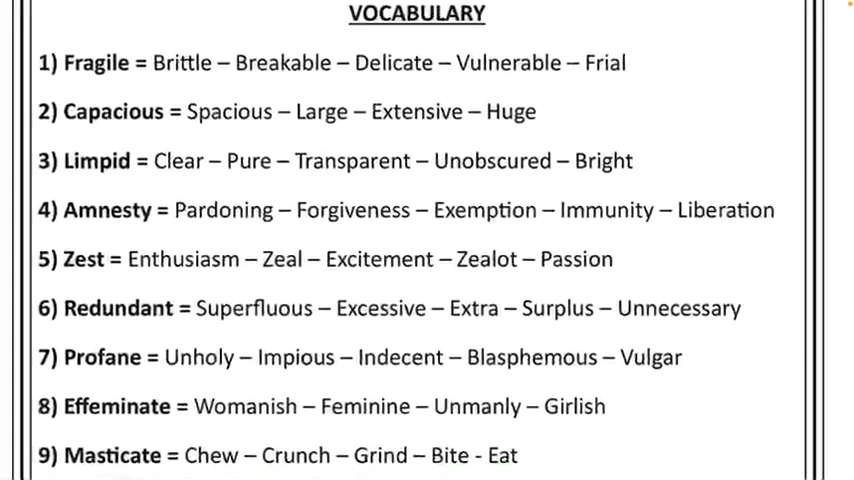 VOCABULARY
1) Fragile = Brittle – Breakable – Delicate – Vulnerable – Frial
2) Capacious = Spacious – Large – Extensive – Huge
3) Limpid = Clear – Pure – Transparent – Unobscured – Bright
4) Amnesty = Pardoning – Forgiveness – Exemption – Immunity – Liberation
5) Zest = Enthusiasm – Zeal – Excitement – Zealot – Passion
6) Redundant = Superfluous – Excessive – Extra – Surplus – Unnecessary
7) Profane = Unholy – Impious – Indecent – Blasphemous – Vulgar
8) Effeminate = Womanish – Feminine – Unmanly – Girlish
9) Masticate = Chew – Crunch – Grind – Bite - Eat